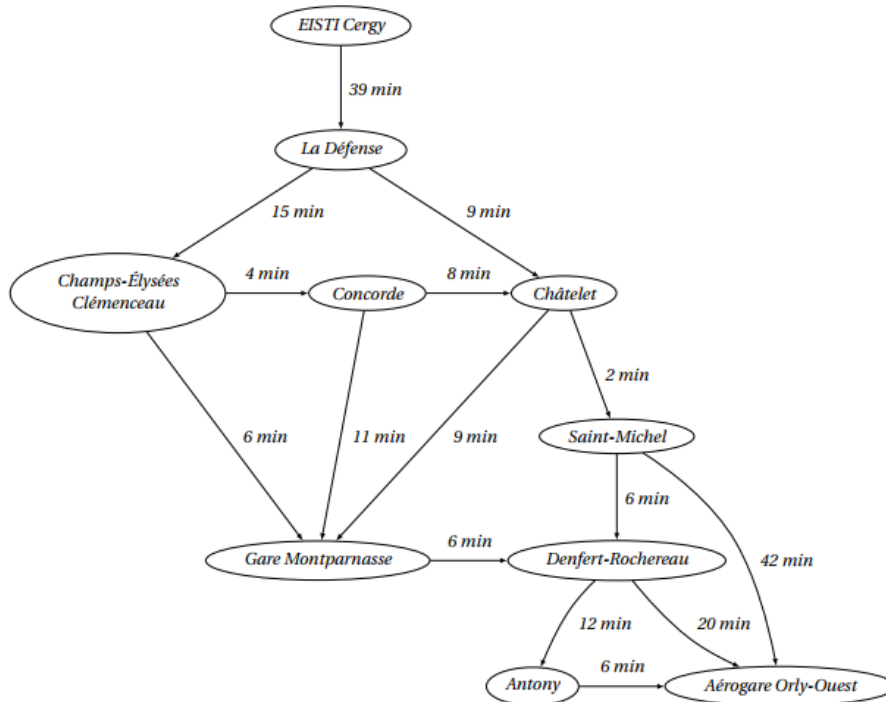 EISTI Cergy
39 min
La Défense
15 min
9 min
Champs-Élysées
Clémenceau
4 min
Concorde
8 min
Châtelet
2 min
6 min
11 min
9 min
Saint-Michel
6 min
Gare Montparnasse
6 min
Denfert-Rochereau
42 min
12 min
20 min
Antony
6 min
Aérogare Orly-Ouest